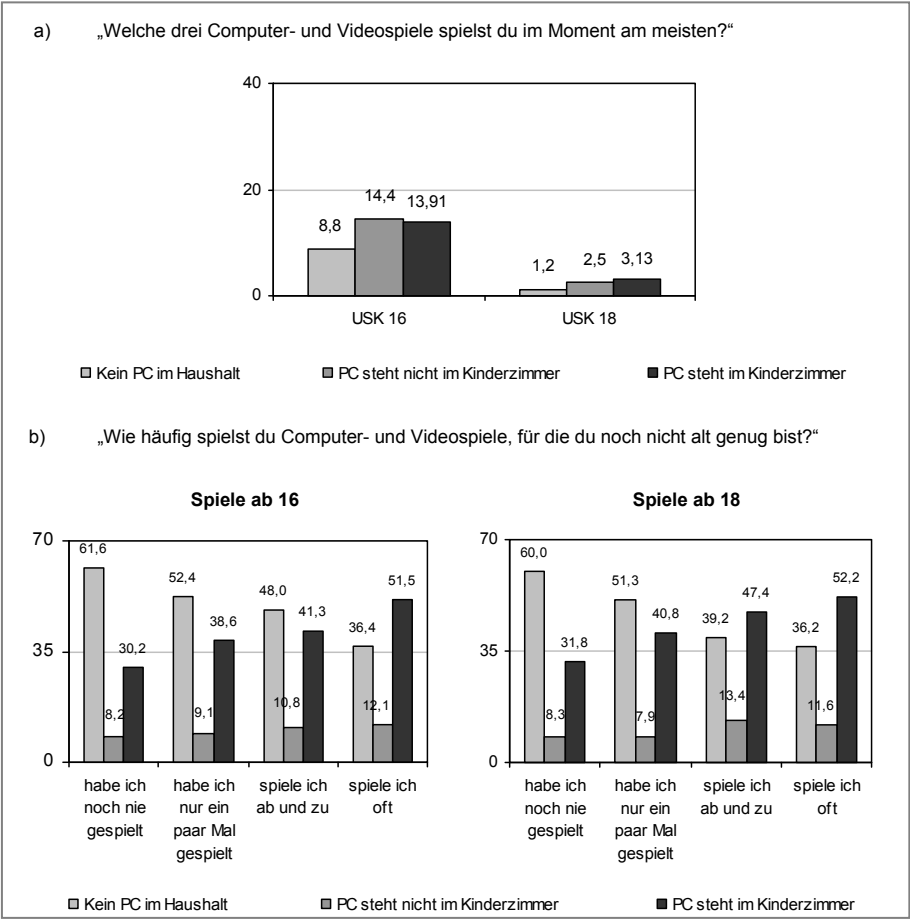 a) „Welche drei Computer- und Videospiele spielst du im Moment am meisten?“
40
20
0
8,8
14,4
13,91
1,2
2,5
3,13
USK 16
USK 18
Kein PC im Haushalt
PC steht nicht im Kinderzimmer
PC steht im Kinderzimmer
b) „Wie häufig spielst du Computer- und Videospiele, für die du noch nicht alt genug bist?“
Spiele ab 16
70
35
0
61,6
8,2
30,2
52,4
9,1
38,6
48,0
10,8
41,3
36,4
12,1
51,5
habe ich
noch nie
gespielt
habe ich
nur ein
paar Mal
gespielt
spiele ich
ab und zu
spiele ich
oft
Spiele ab 18
70
35
0
60,0
8,3
31,8
51,3
7,9
40,8
39,2
13,4
47,4
36,2
11,6
52,2
habe ich
noch nie
gespielt
habe ich
nur ein
paar Mal
gespielt
spiele ich
ab und zu
spiele ich
oft
Kein PC im Haushalt
PC steht nicht im Kinderzimmer
PC steht im Kinderzimmer